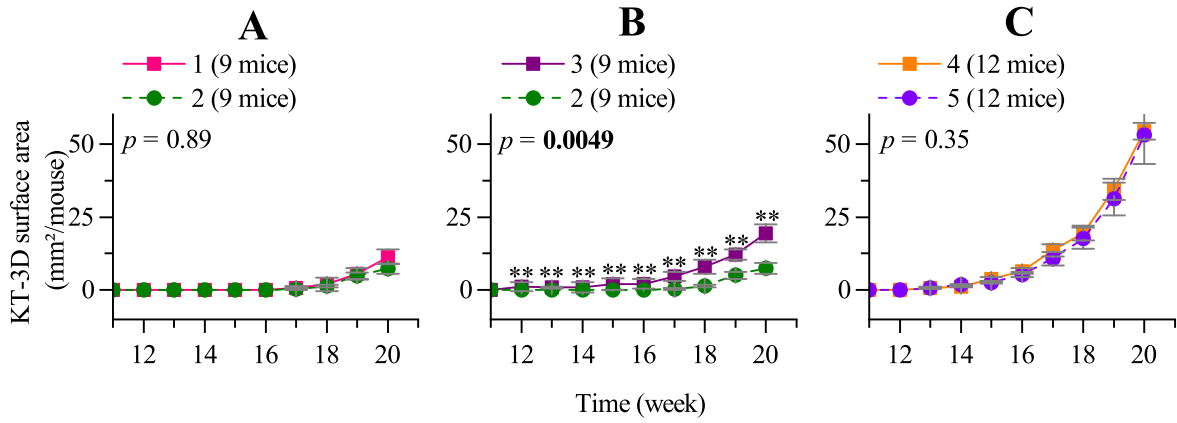 A
B
C
1 (9 mice)
2 (9 mice)
3 (9 mice)
2 (9 mice)
4 (12 mice)
5 (12 mice)
KT-3D surface area
(mm²/mouse)
p = 0.89
p = 0.0049
p = 0.35
50
25
0
50
25
0
50
25
0
** ** ** ** ** ** ** ** **
12 14 16 18 20
12 14 16 18 20
12 14 16 18 20
Time (week)